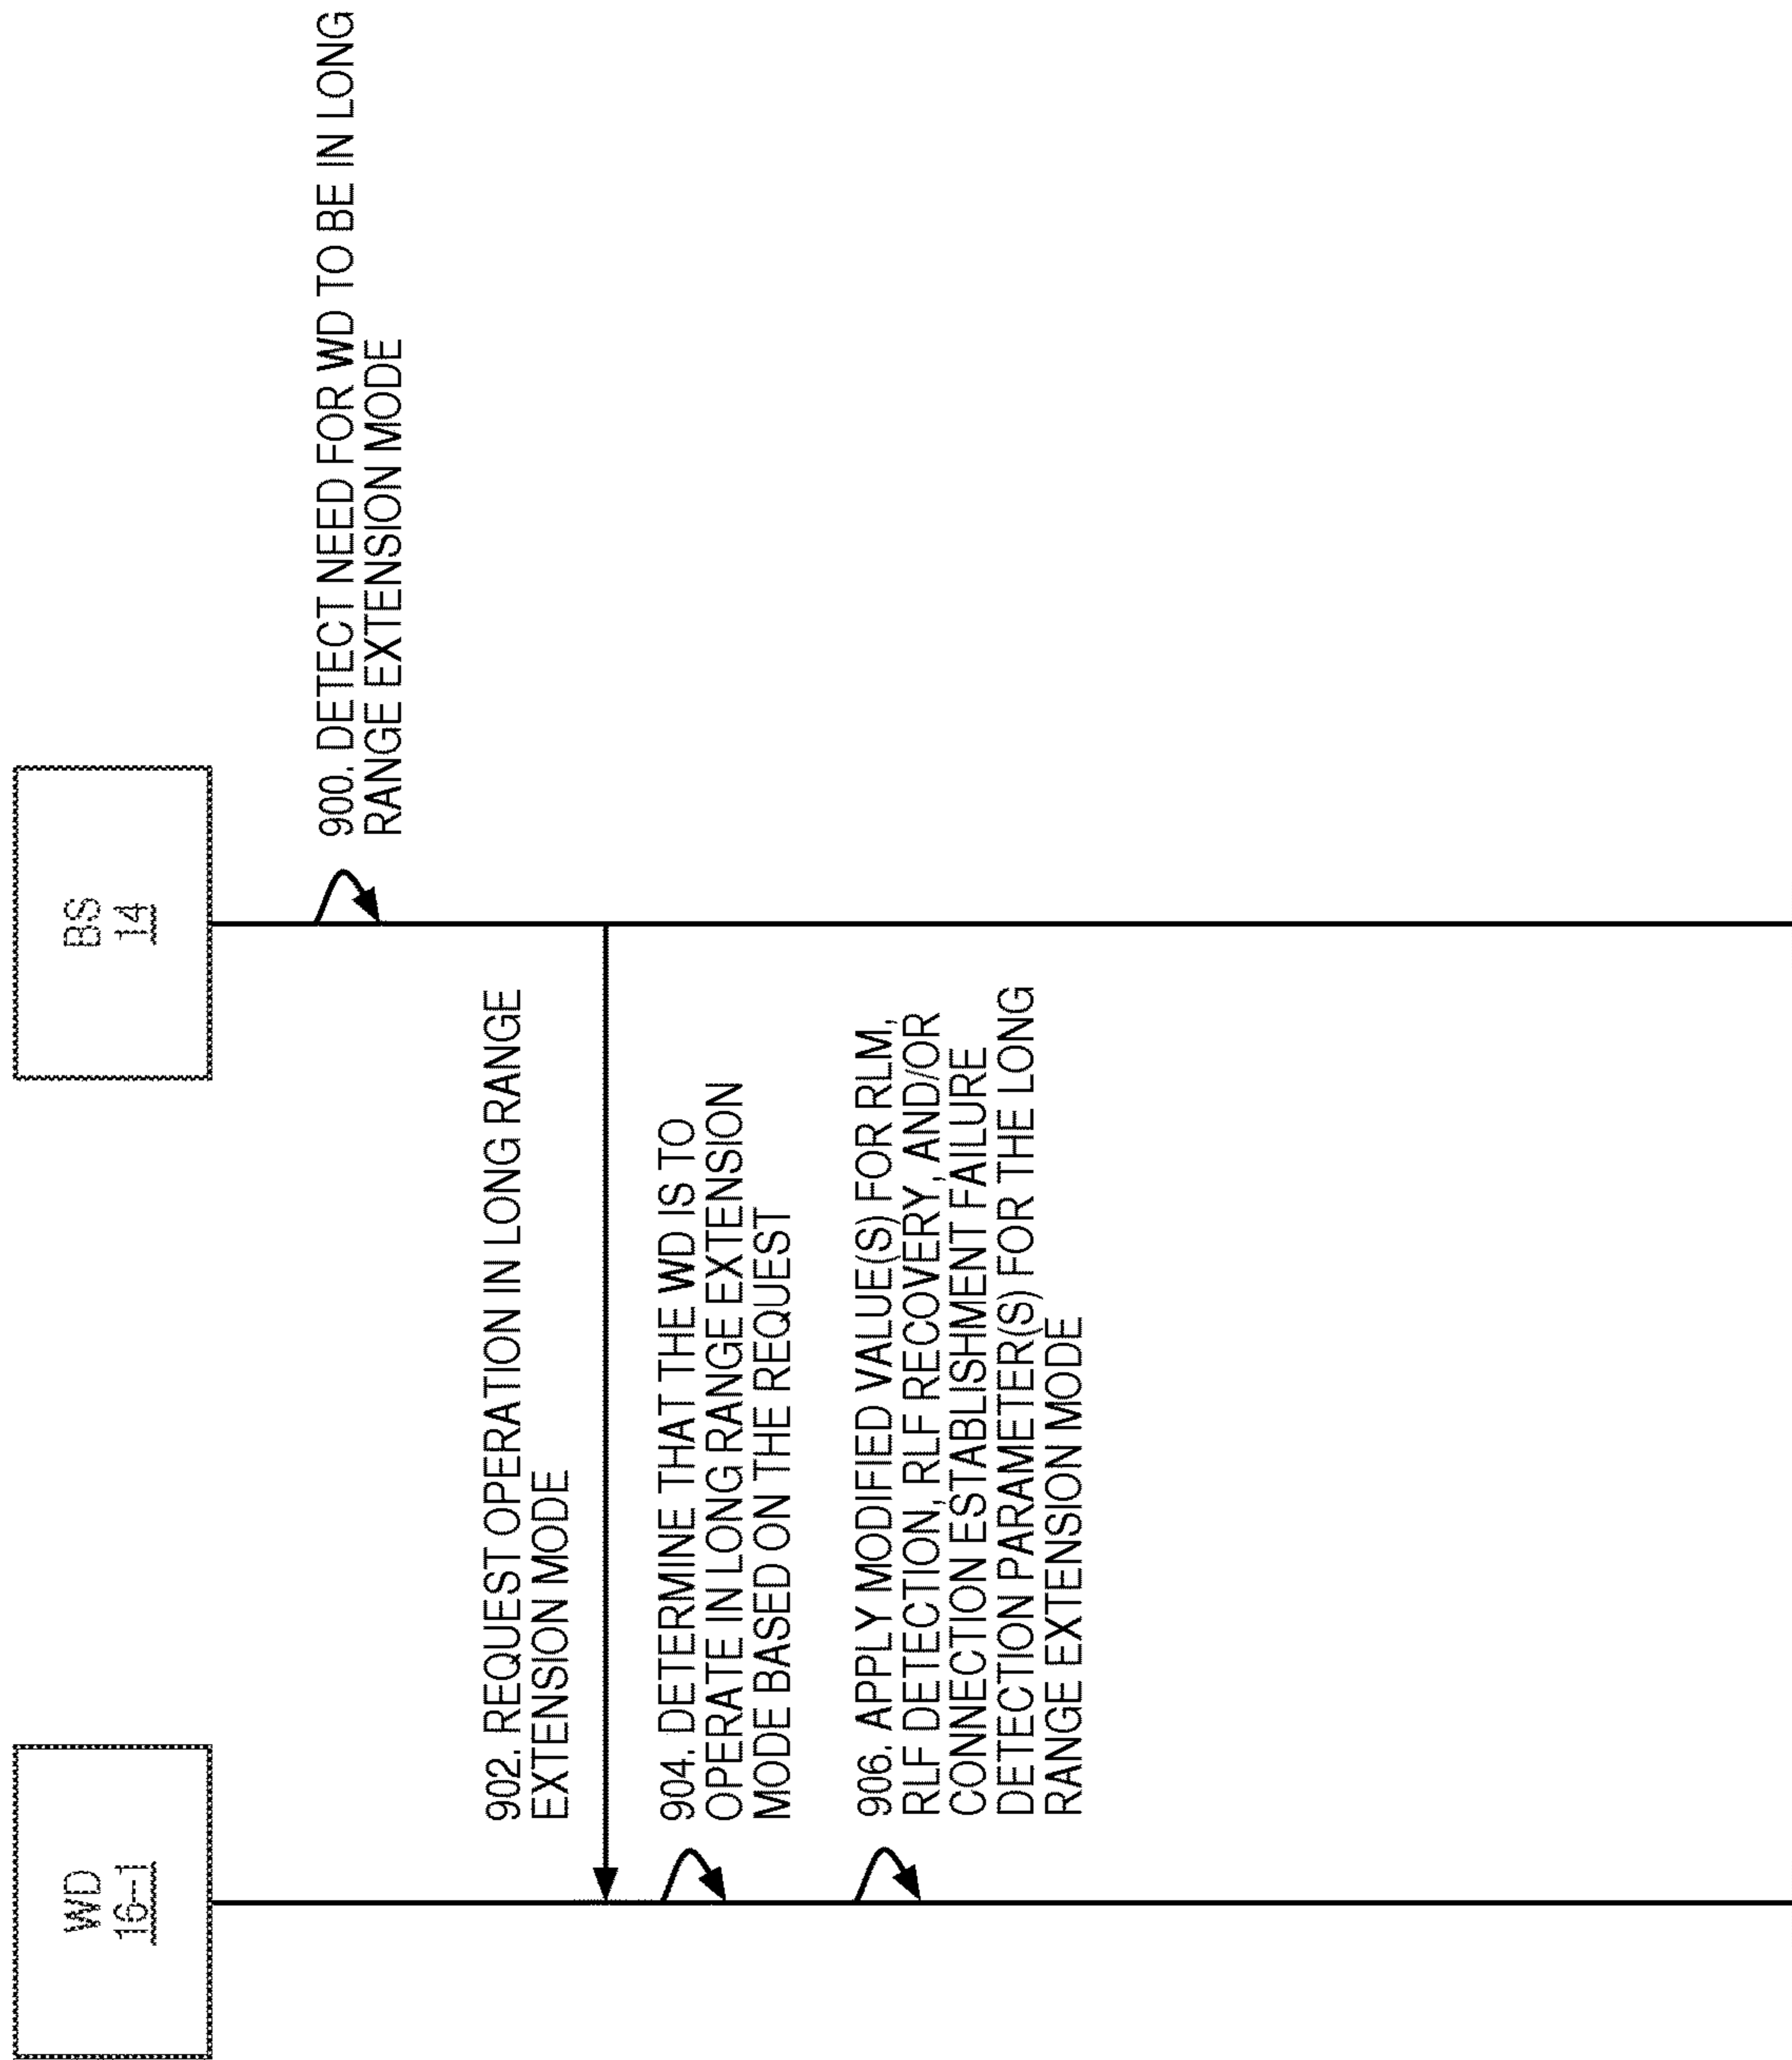 WD
16-1
BS
14
900. DETECT NEED FOR WD TO BE IN LONG
RANGE EXTENSION MODE
902. REQUEST OPERATION IN LONG RANGE
EXTENSION MODE
904. DETERMINE THAT THE WD IS TO
OPERATE IN LONG RANGE EXTENSION
MODE BASED ON THE REQUEST
906. APPLY MODIFIED VALUE(S) FOR RLM,
RLF DETECTION, RLF RECOVERY, AND/OR
CONNECTION ESTABLISHMENT FAILURE
DETECTION PARAMETER(S) FOR THE LONG
RANGE EXTENSION MODE